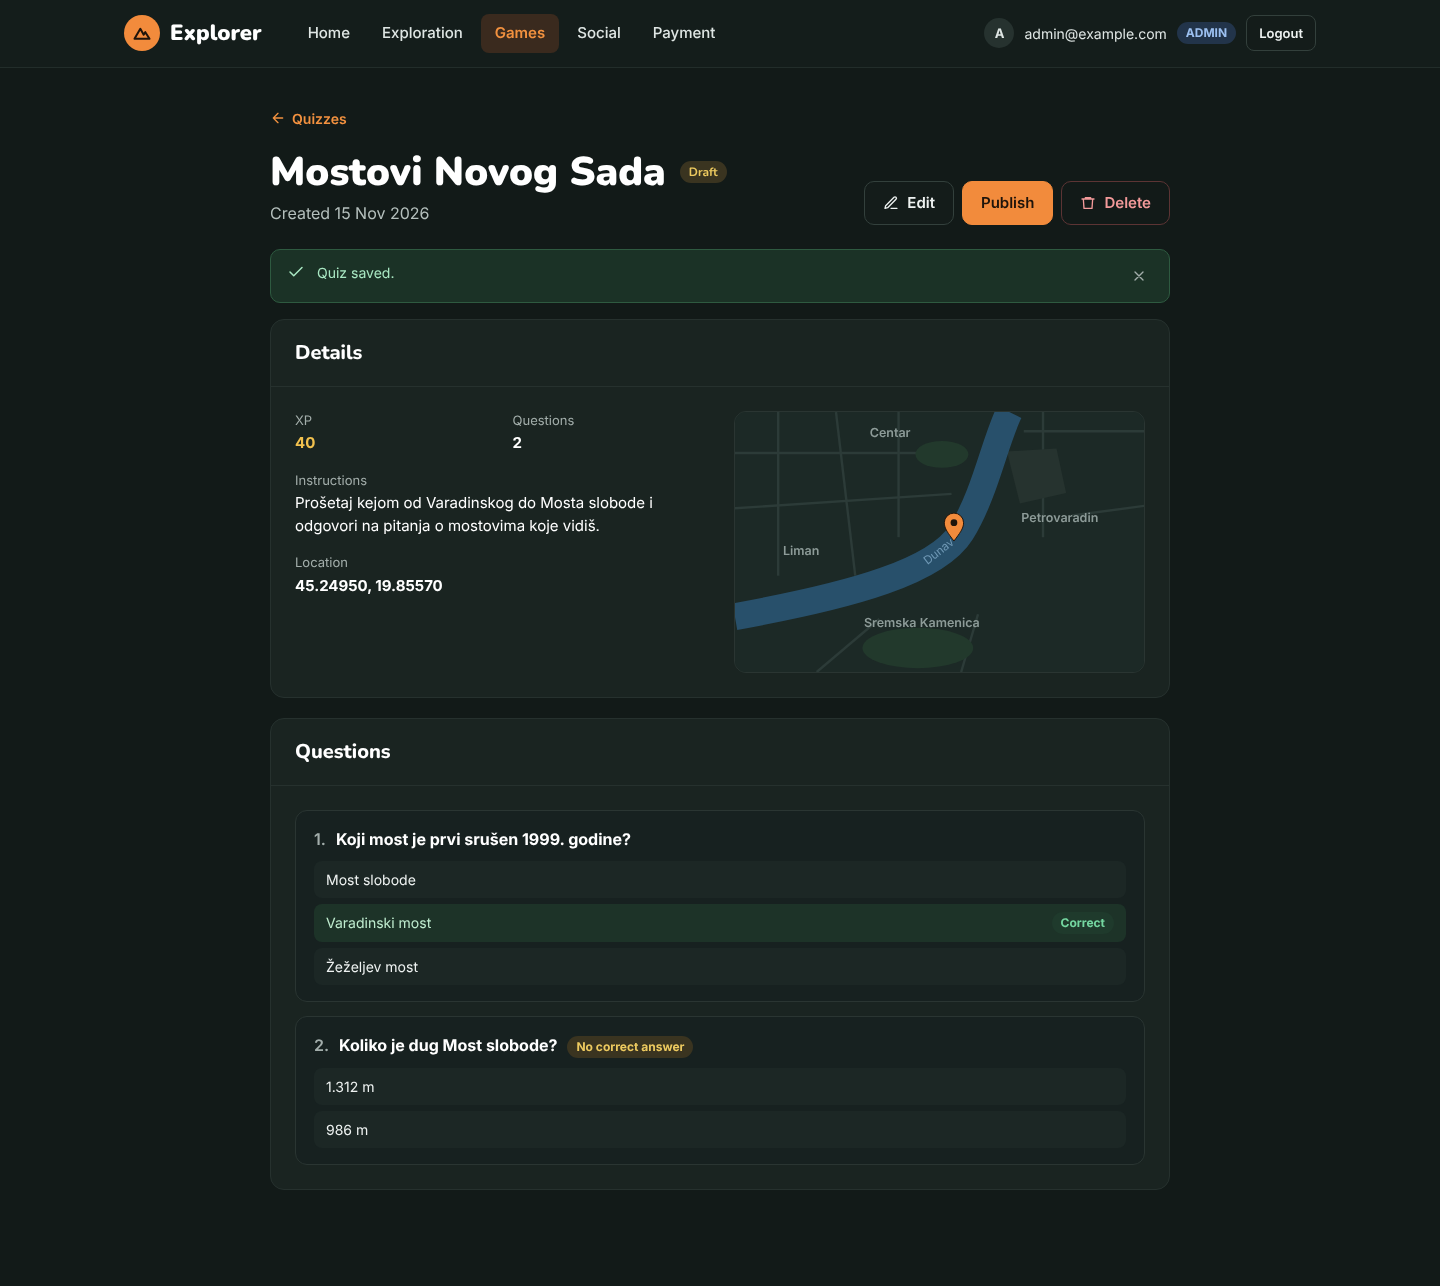 Explorer
Home
Exploration
Games
Social
Payment
A
admin@example.com
ADMIN
Logout
Quizzes
Mostovi Novog Sada
Draft
Created 15 Nov 2026
Edit
Publish
Delete
Quiz saved.
Details
XP
40
Questions
2
Instructions
Prošetaj kejom od Varadinskog do Mosta slobode i
odgovori na pitanja o mostovima koje vidiš.
Location
45.24950, 19.85570
Centar
Petrovaradin
Liman
Dunav
Sremska Kamenica
Questions
1. Koji most je prvi srušen 1999. godine?
Most slobode
Varadinski most
Correct
Žeželjev most
2. Koliko je dug Most slobode?
No correct answer
1.312 m
986 m